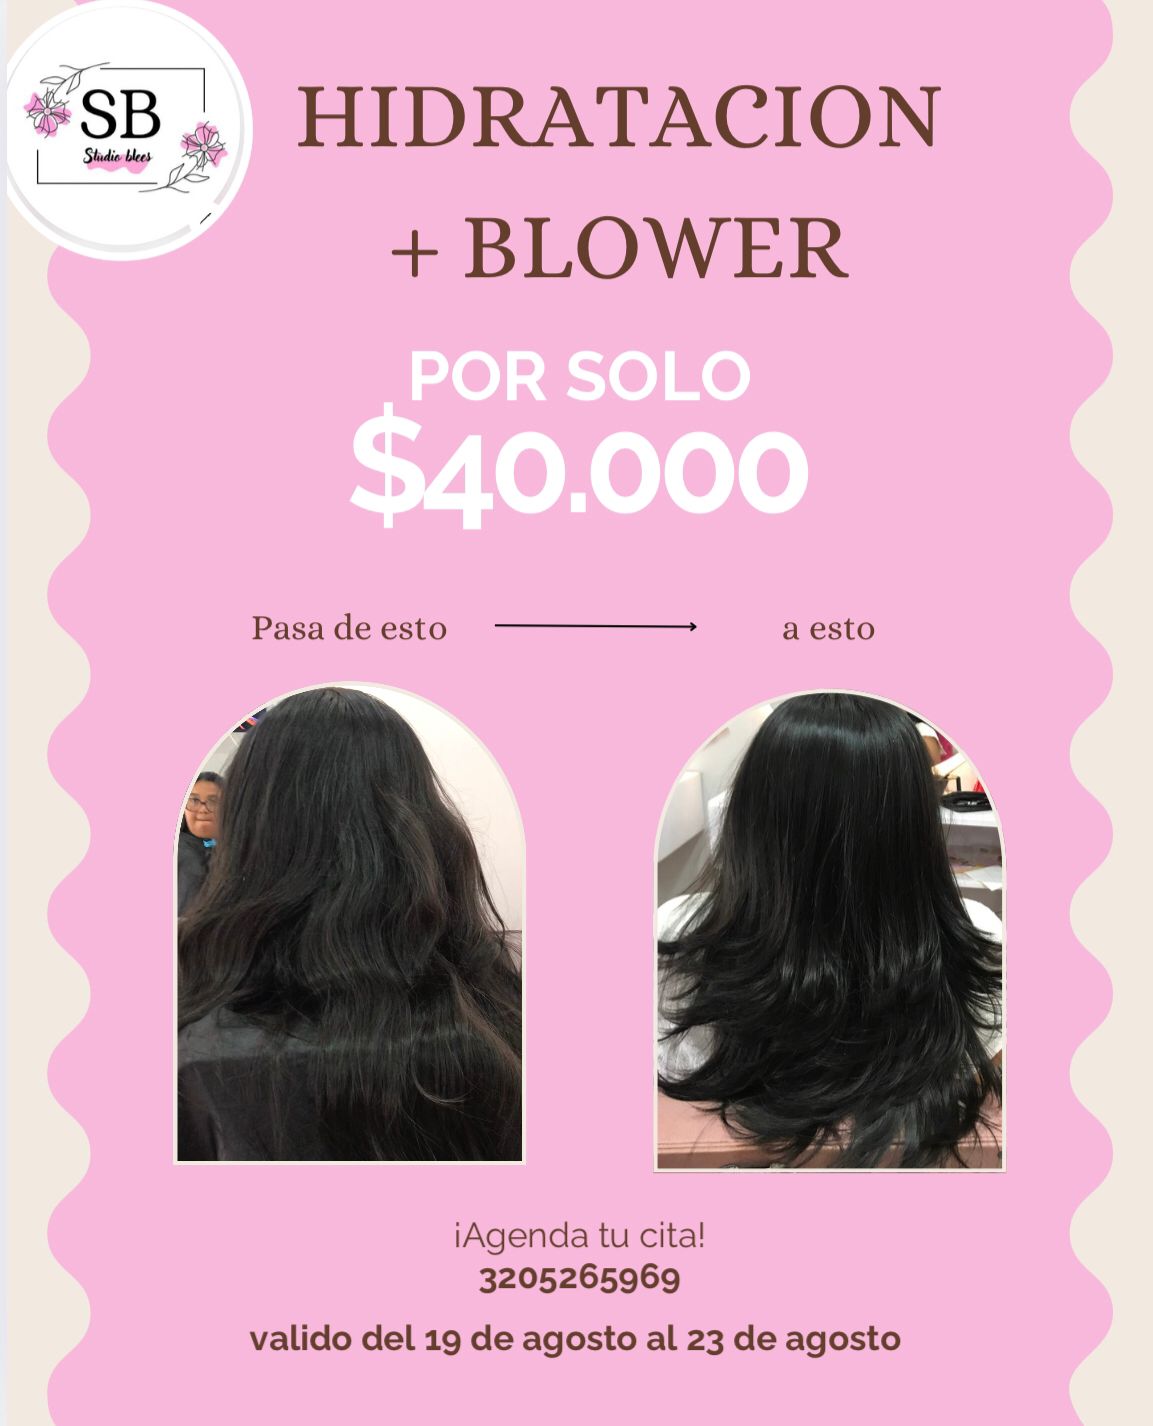 SB
Studio blees
HIDRATACION
+ BLOWER
POR SOLO
$40.000
Pasa de esto
a esto
¡Agenda tu cita!
3205265969
valido del 19 de agosto al 23 de agosto